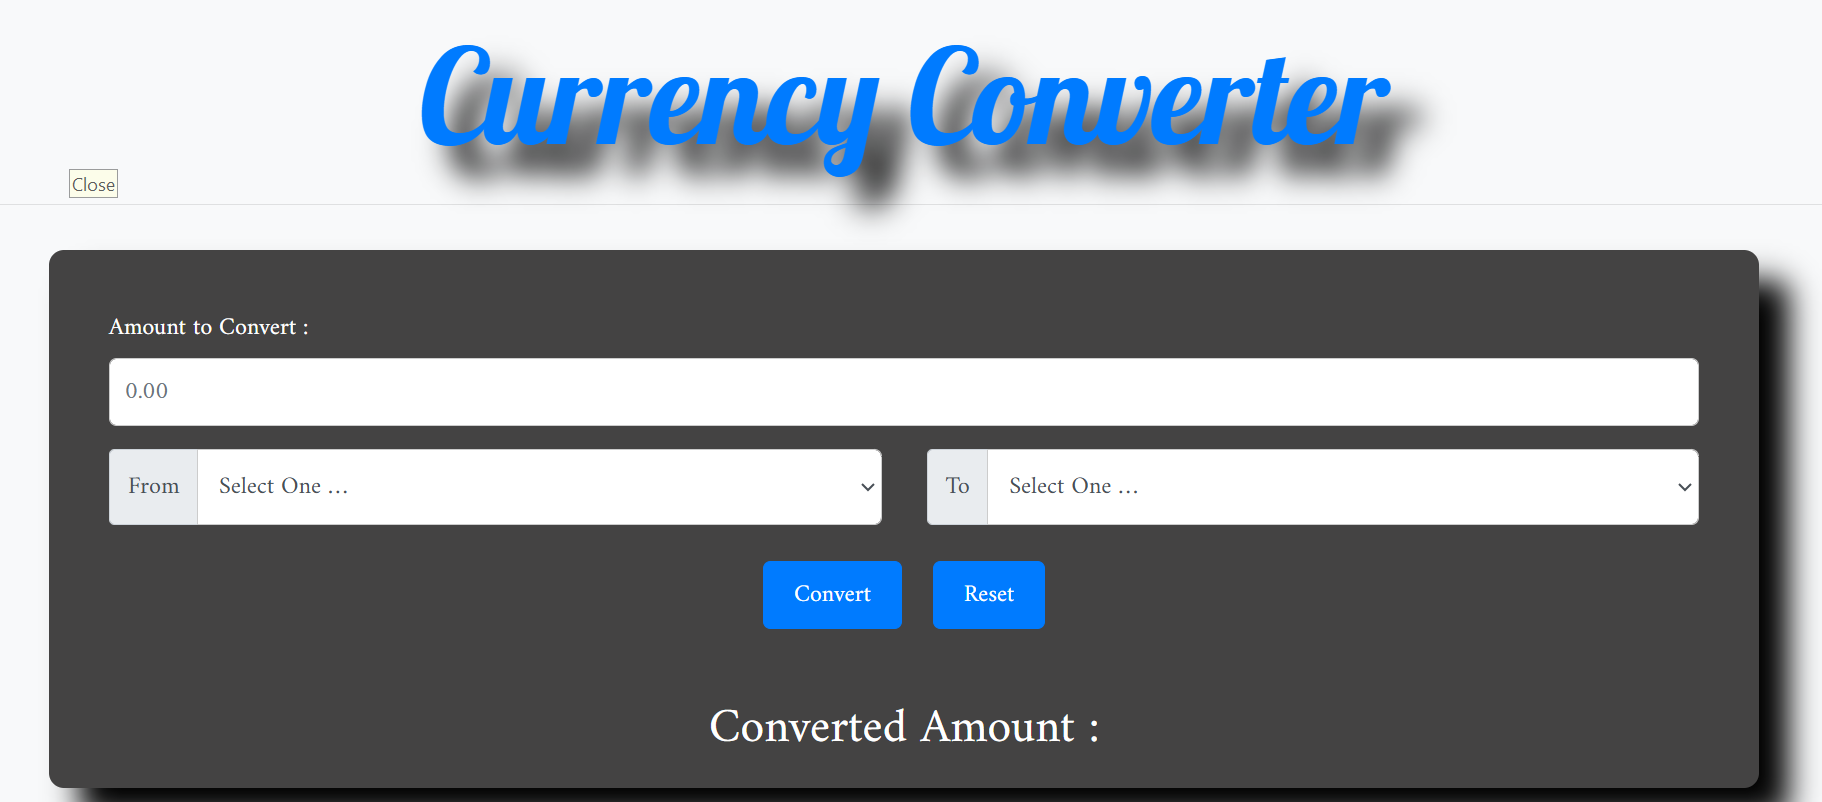 Currency Converter
Close
Amount to Convert :
0.00
From Select One ... To Select One ...
Convert Reset
Converted Amount :